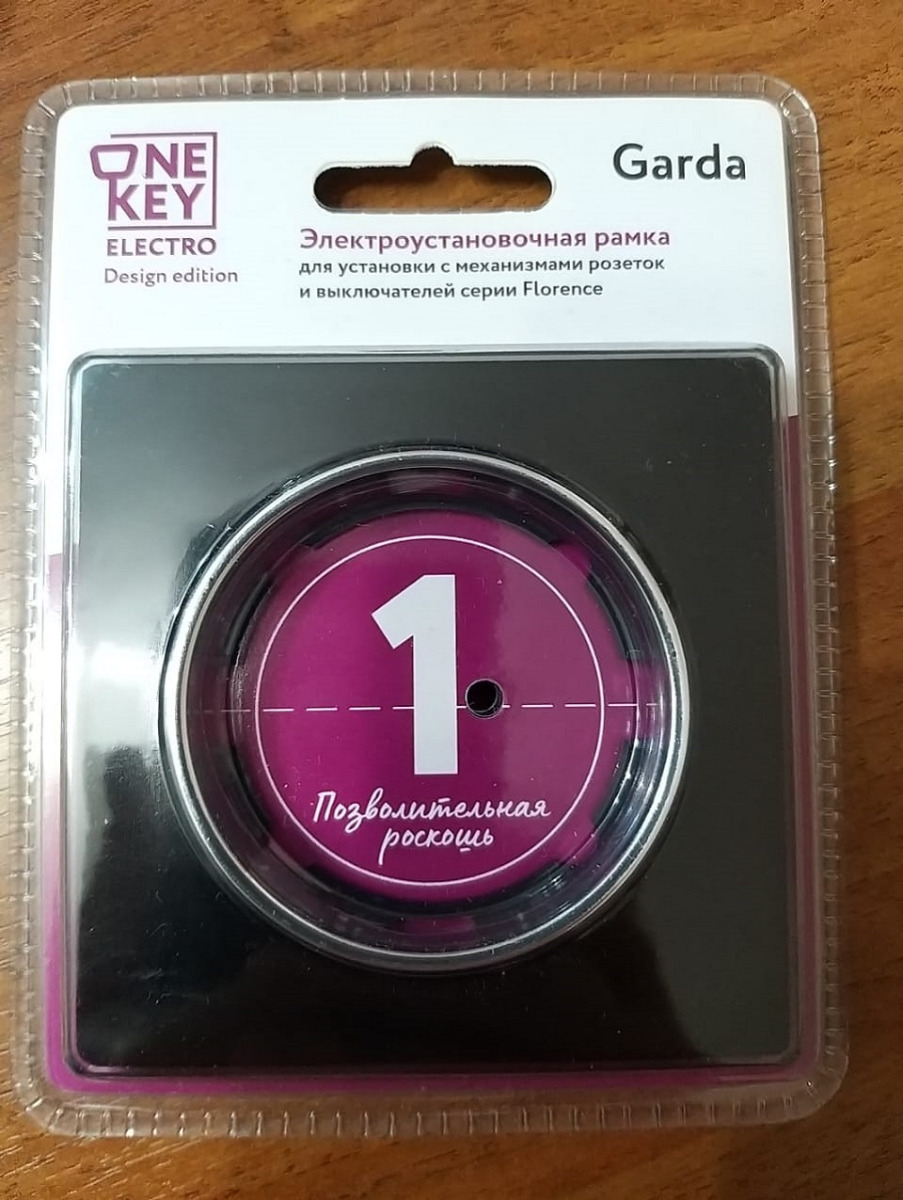 ONE
KEY
ELECTRO
Design edition
Garda
Электроустановочная рамка
для установки с механизмами розеток
и выключателей серии Florence
1
Позволительная
роскошь